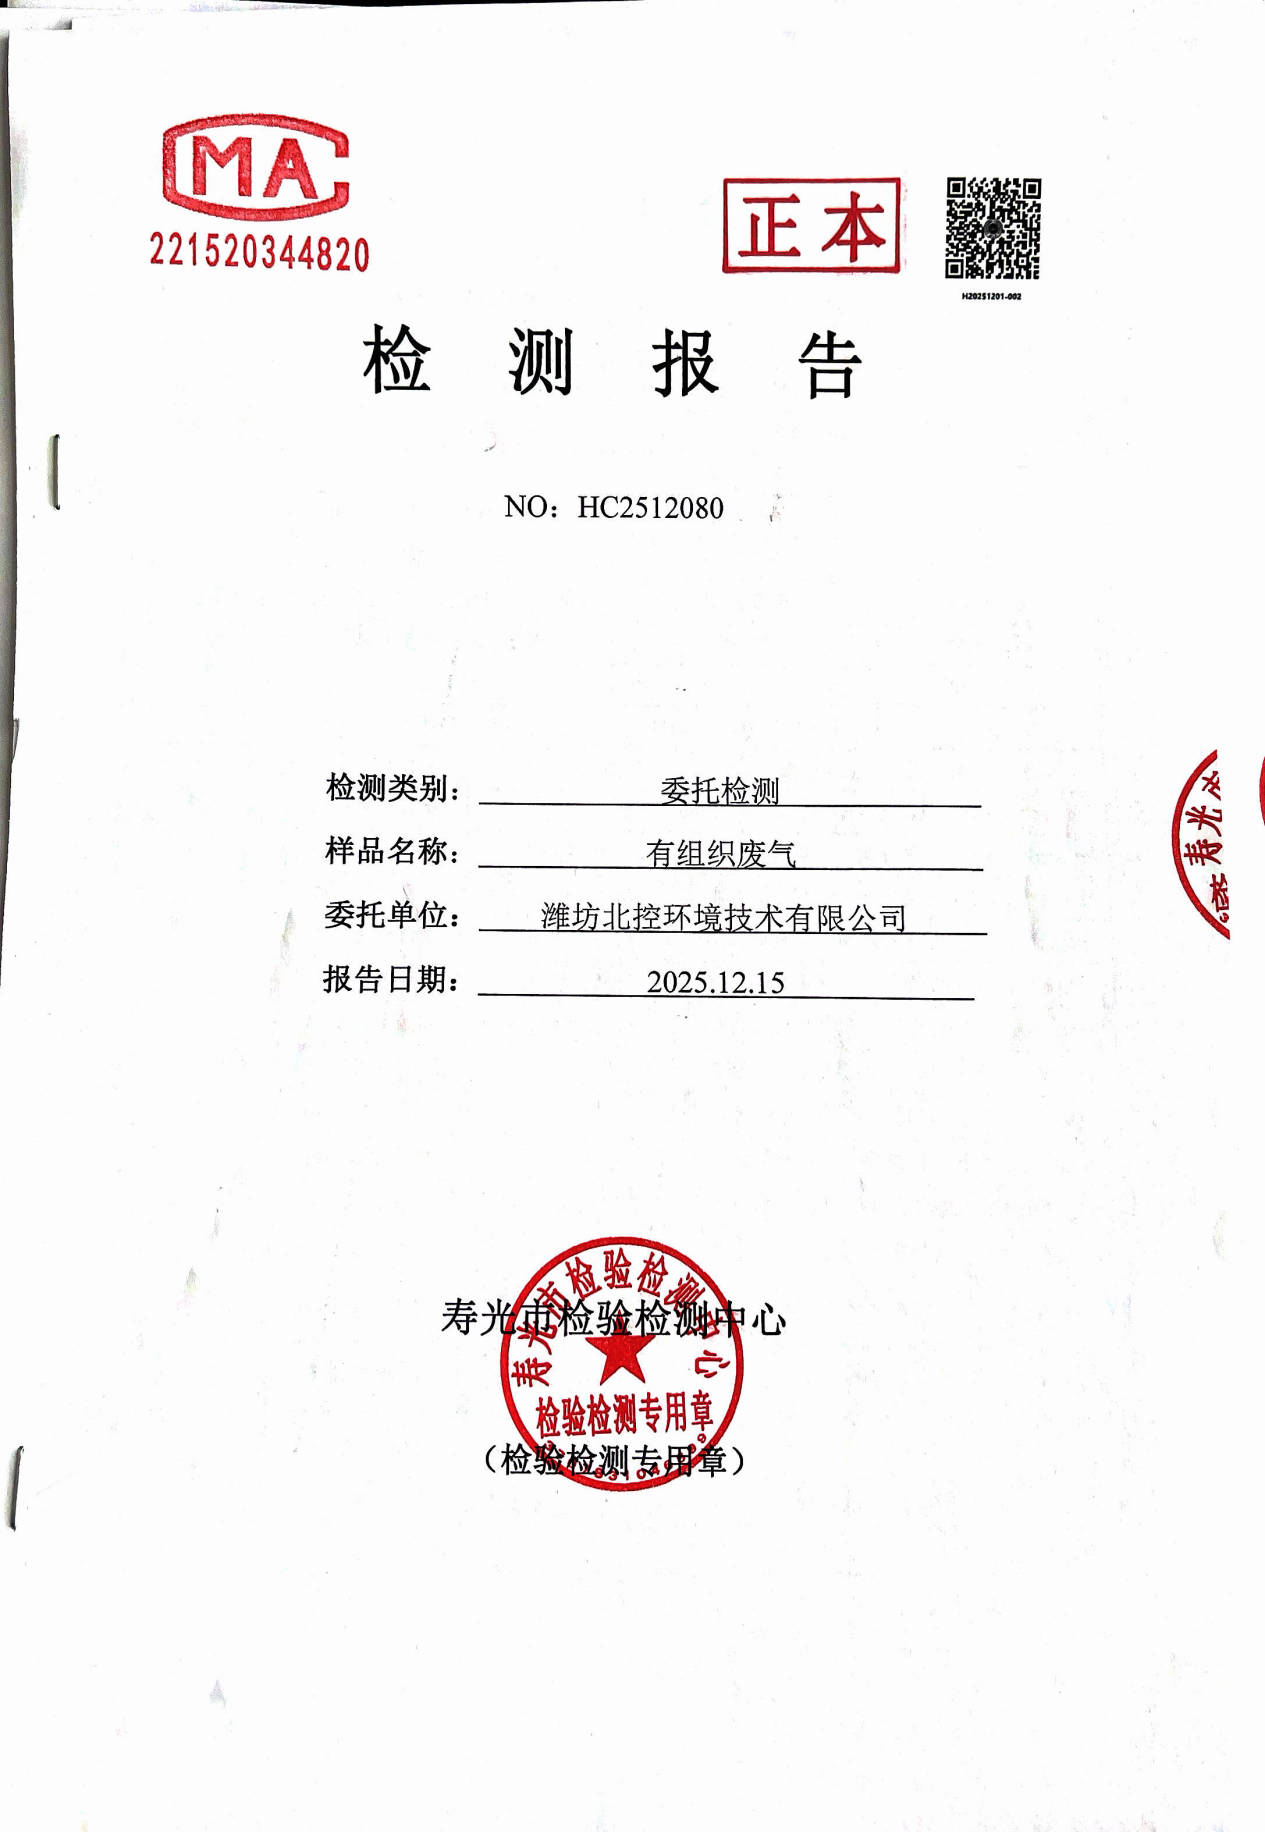 MA
221520344820
正本
H20251201-002
检测报告
NO：HC2512080
检测类别：委托检测
样品名称：有组织废气
委托单位：潍坊北控环境技术有限公司
报告日期：2025.12.15
寿光
寿光市检验检测中心
寿光市检验检测中心
检验检测专用章
（检验检测专用章）